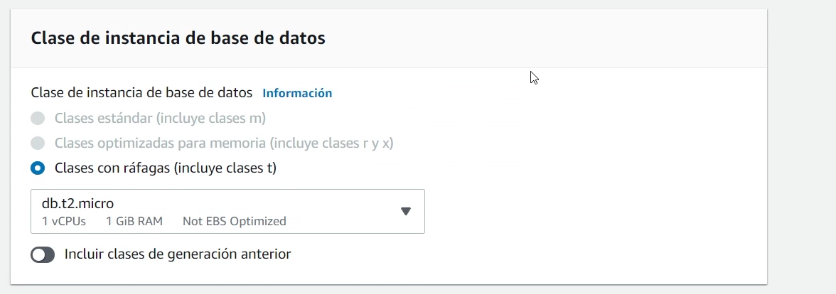 Clase de instancia de base de datos
Clase de instancia de base de datos Información
Clases estándar (incluye clases m)
Clases optimizadas para memoria (incluye clases r y x)
Clases con ráfagas (incluye clases t)
db.t2.micro
1 vCPUs 1 GiB RAM Not EBS Optimized
Incluir clases de generación anterior